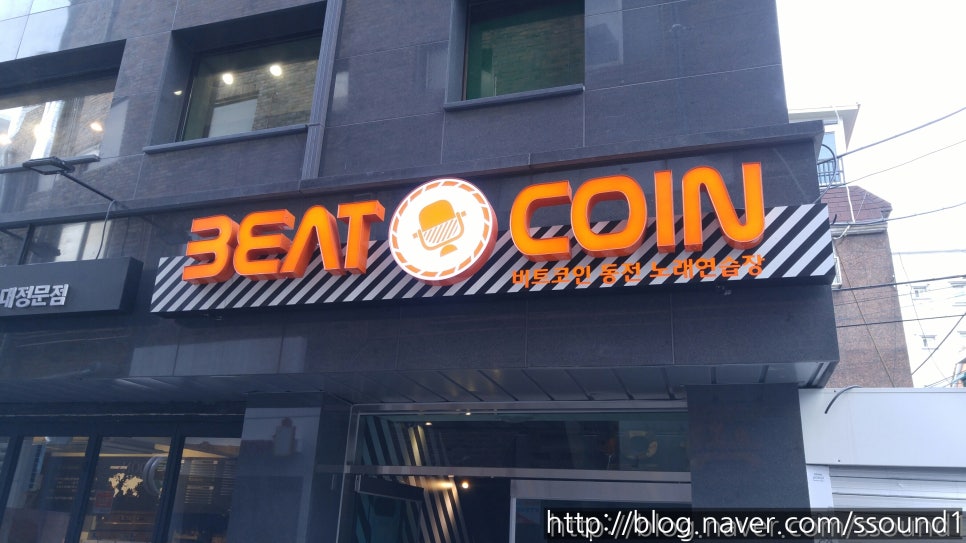 BEAT COIN
비트코인 동전 노래연습장
대정문점
http://blog.naver.com/ssound1